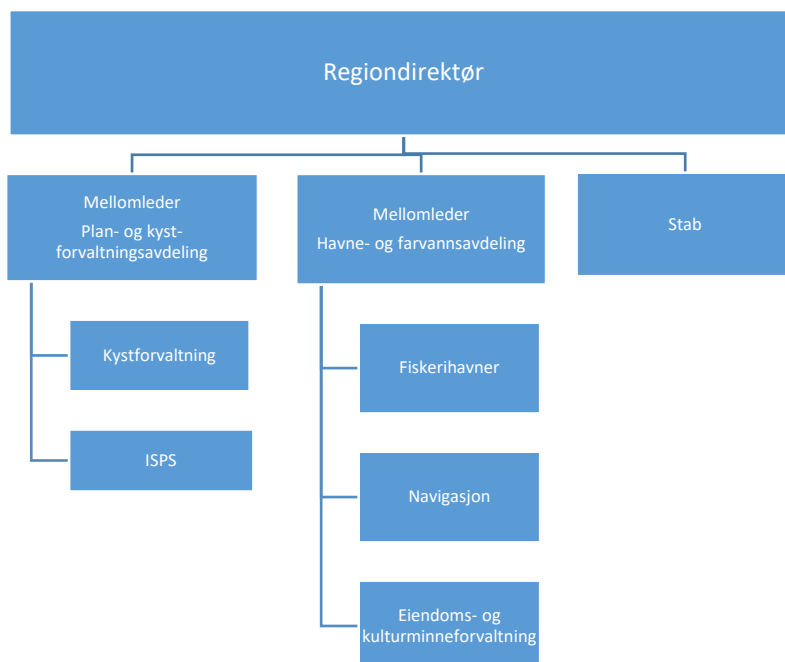 Regiondirektør
Mellomleder
Plan- og kyst-
forvaltningsavdeling
Mellomleder
Havne- og farvannsavdeling
Stab
Kystforvaltning
ISPS
Fiskerihavner
Navigasjon
Eiendoms- og
kulturminneforvaltning